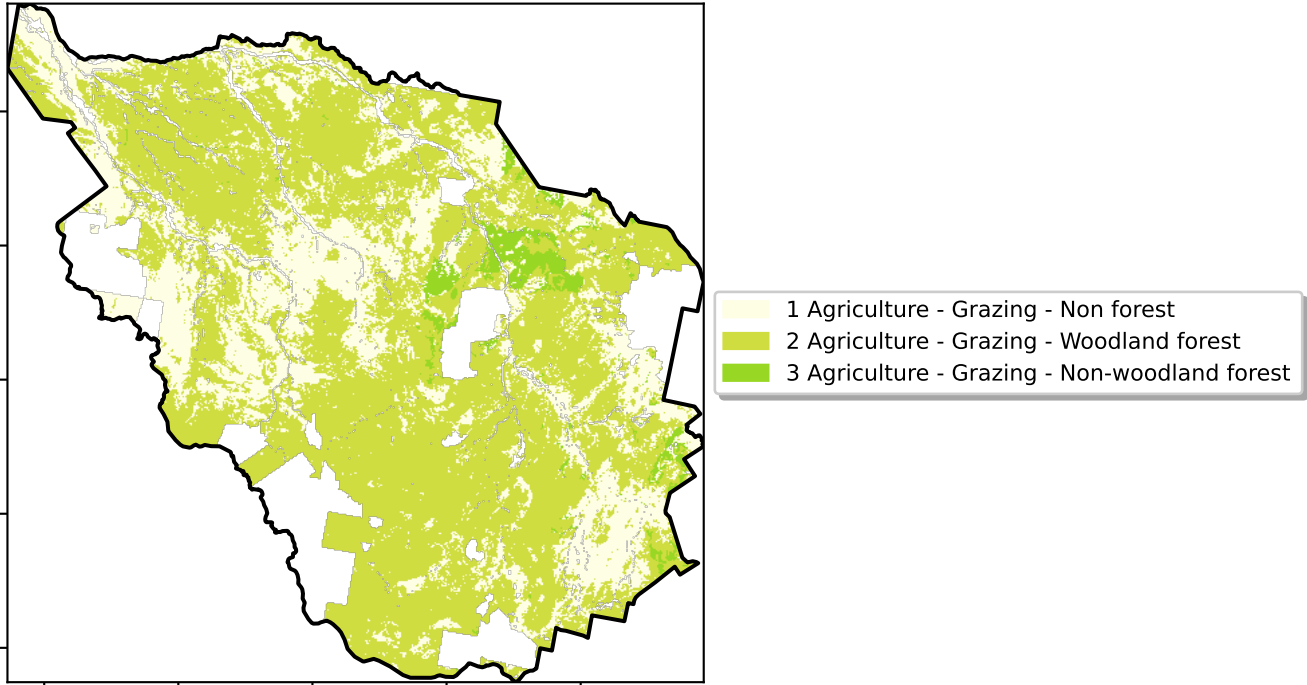 1 Agriculture - Grazing - Non forest
2 Agriculture - Grazing - Woodland forest
3 Agriculture - Grazing - Non-woodland forest